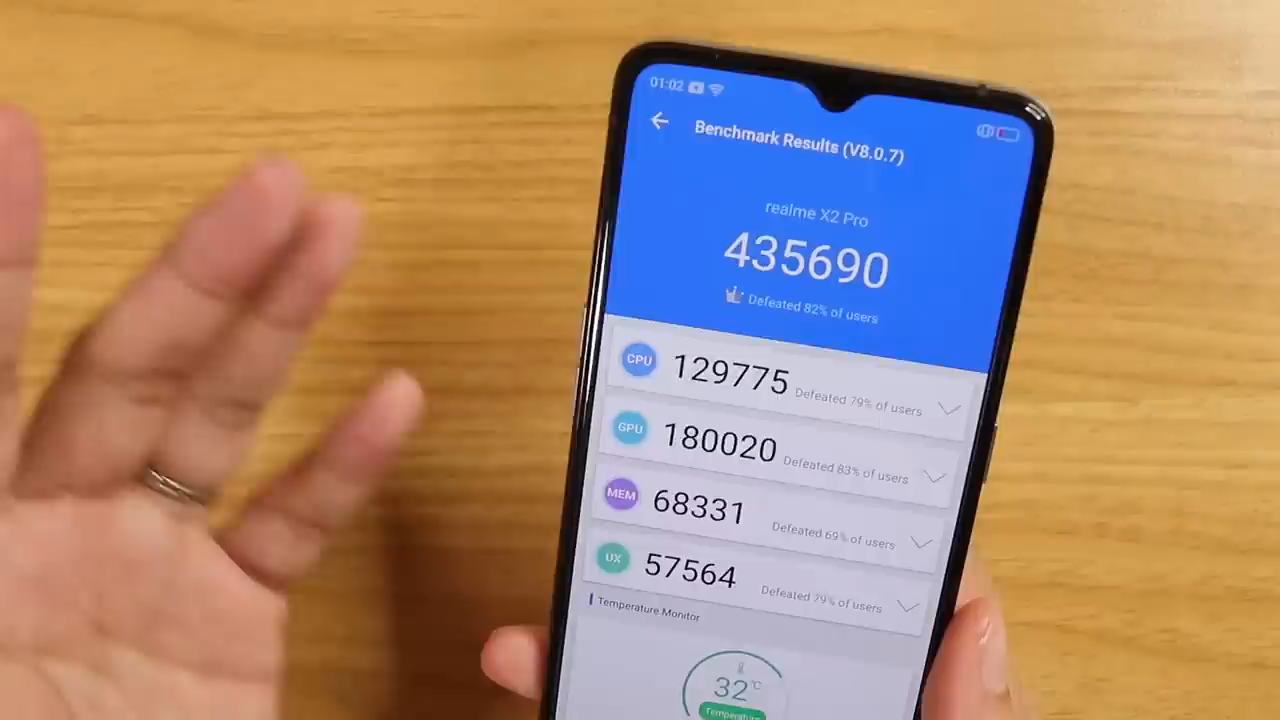 01:02
Benchmark Results (V8.0.7)
realme X2 Pro
435690
Defeated 82% of users
CPU 129775 Defeated 79% of users
GPU 180020 Defeated 83% of users
MEM 68331 Defeated 69% of users
UX 57564 Defeated 79% of users
Temperature Monitor
32°C
Temperature